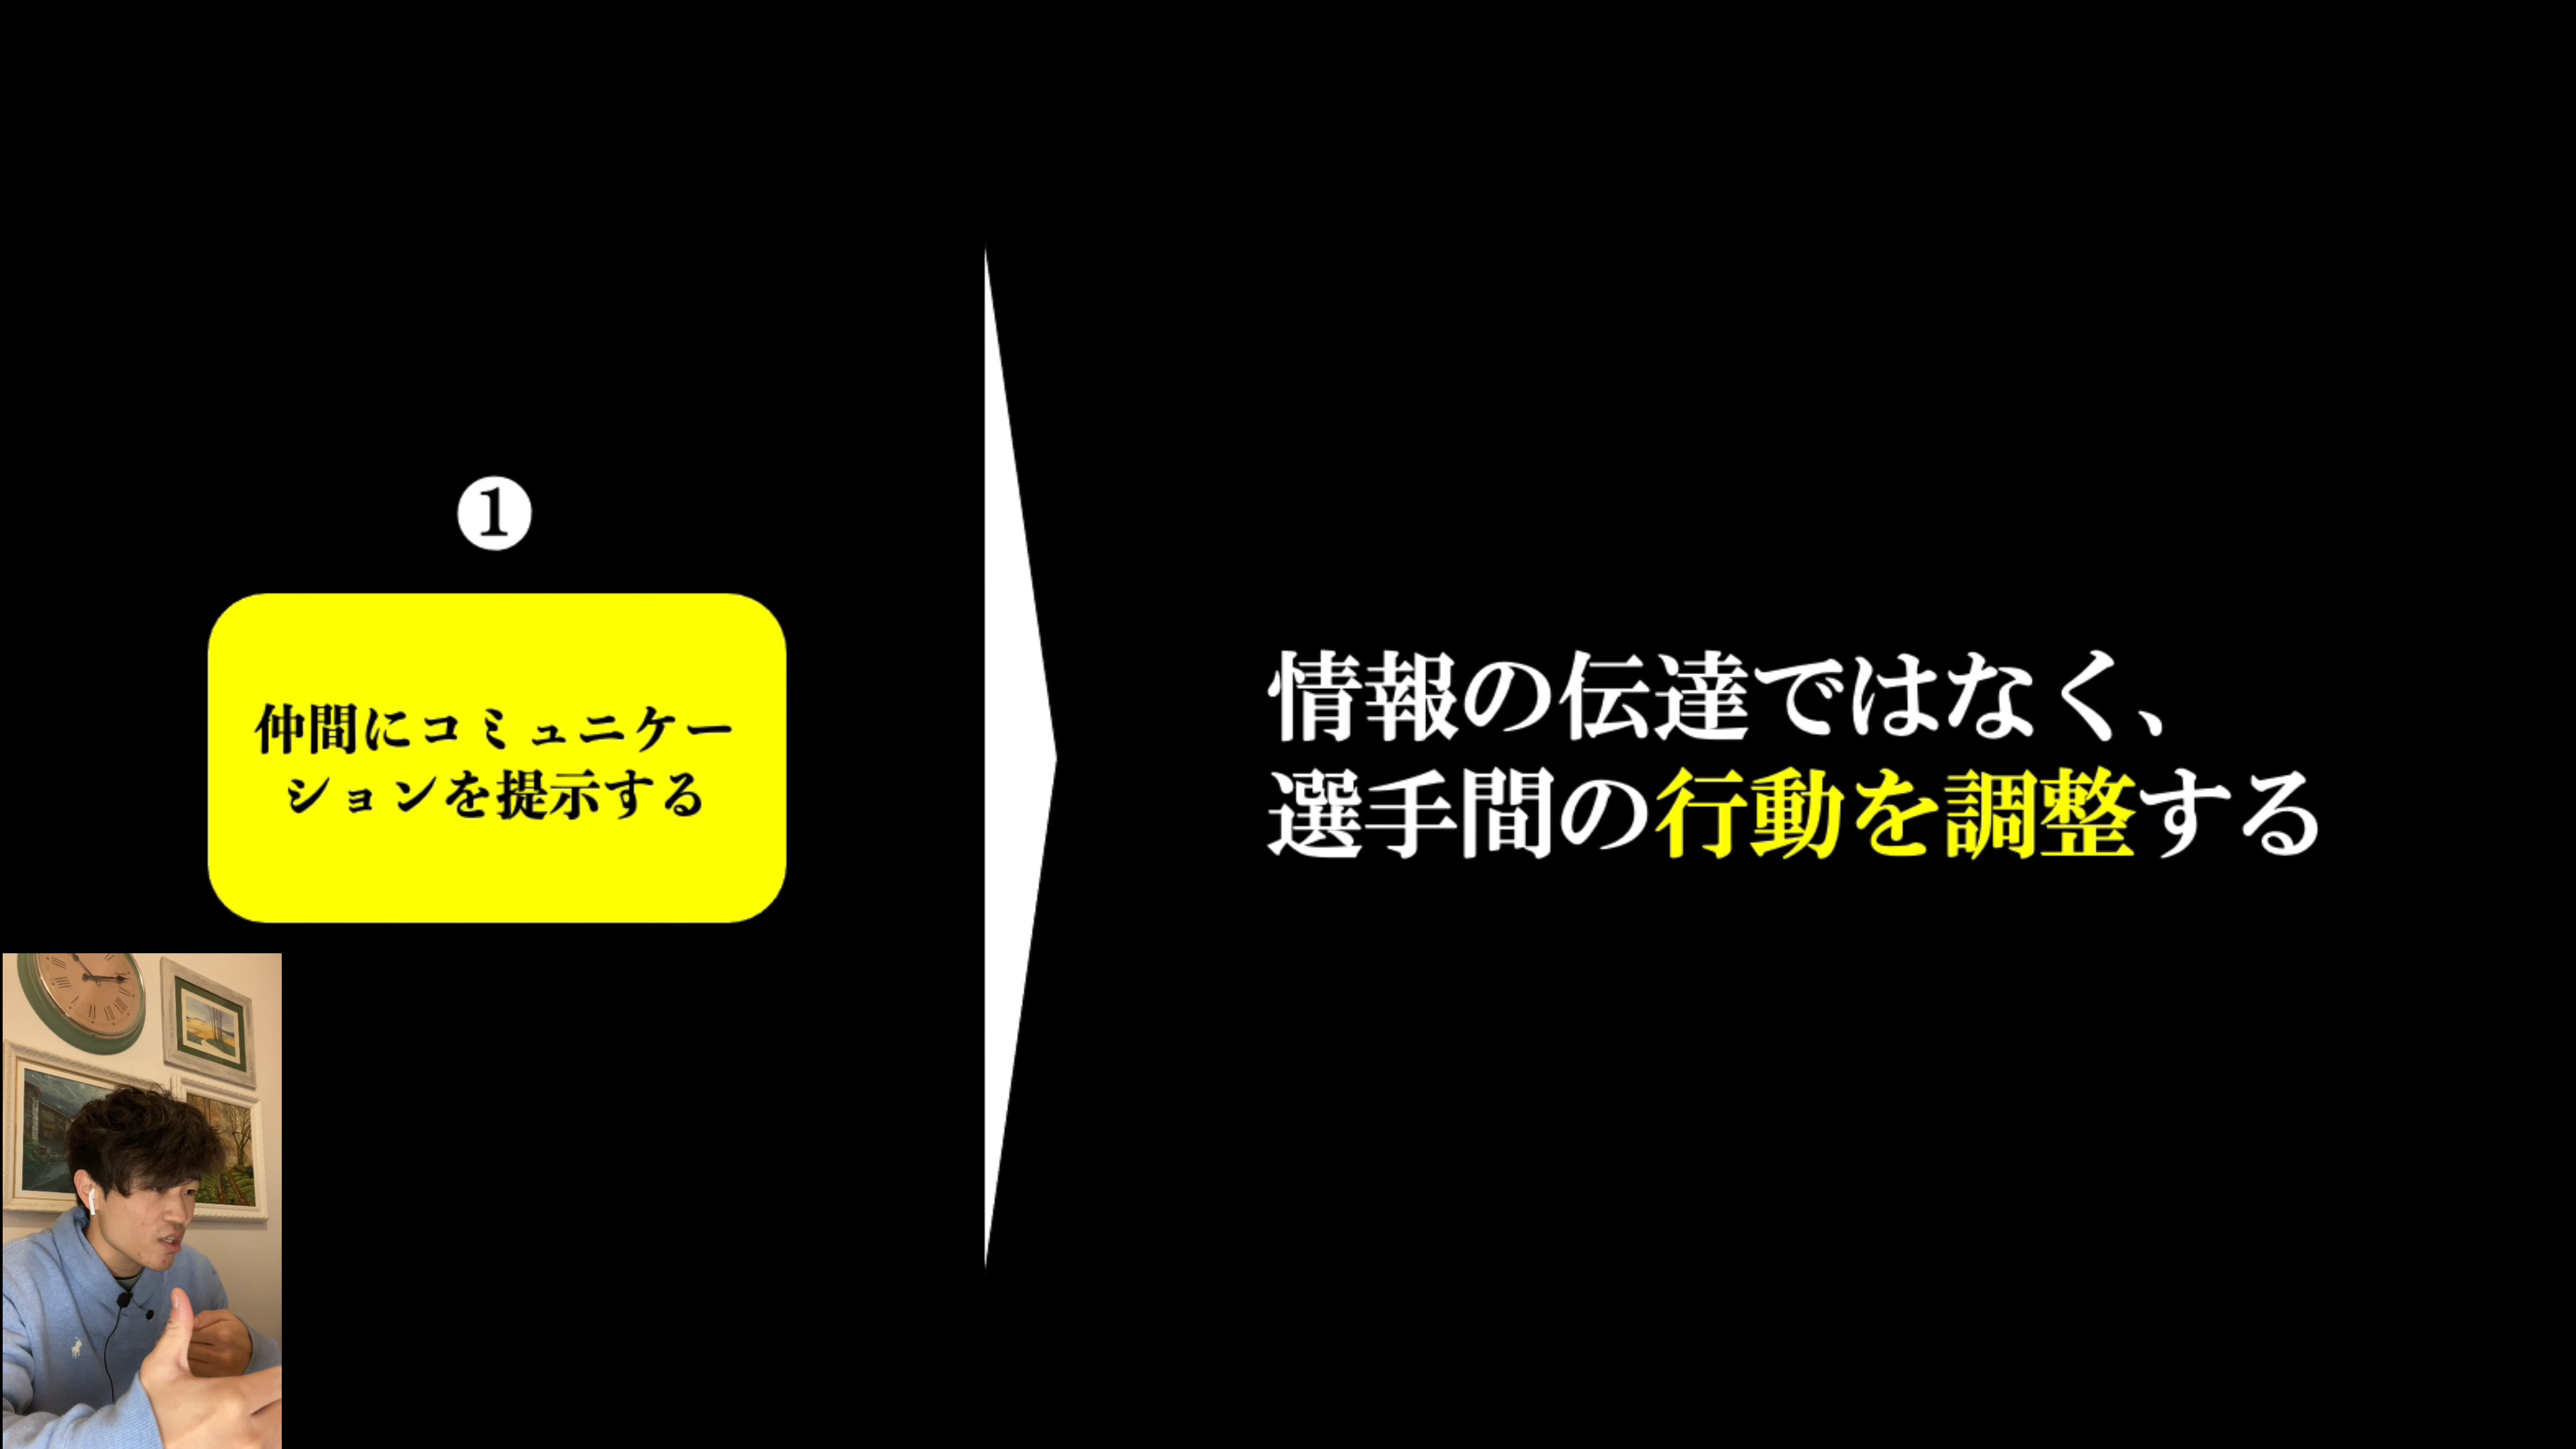 ❶
仲間にコミュニケー
ションを提示する
情報の伝達ではなく、
選手間の行動を調整する